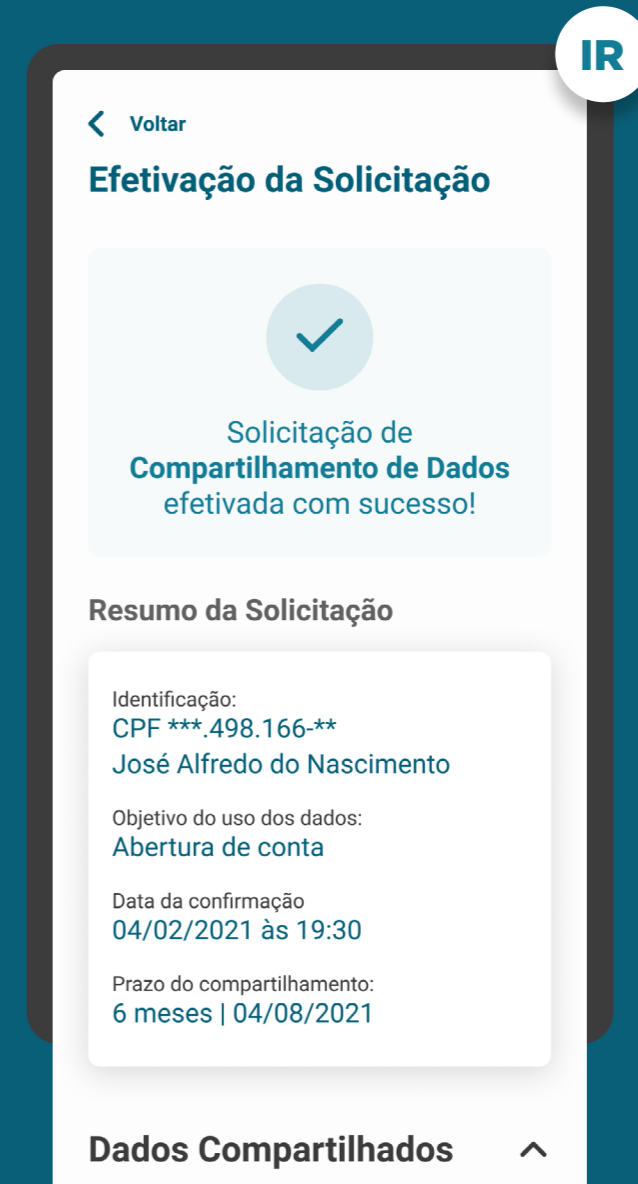 IR
Voltar
Efetivação da Solicitação
Solicitação de
Compartilhamento de Dados
efetivada com sucesso!
Resumo da Solicitação
Identificação:
CPF ***.498.166-**
José Alfredo do Nascimento
Objetivo do uso dos dados:
Abertura de conta
Data da confirmação
04/02/2021 às 19:30
Prazo do compartilhamento:
6 meses | 04/08/2021
Dados Compartilhados